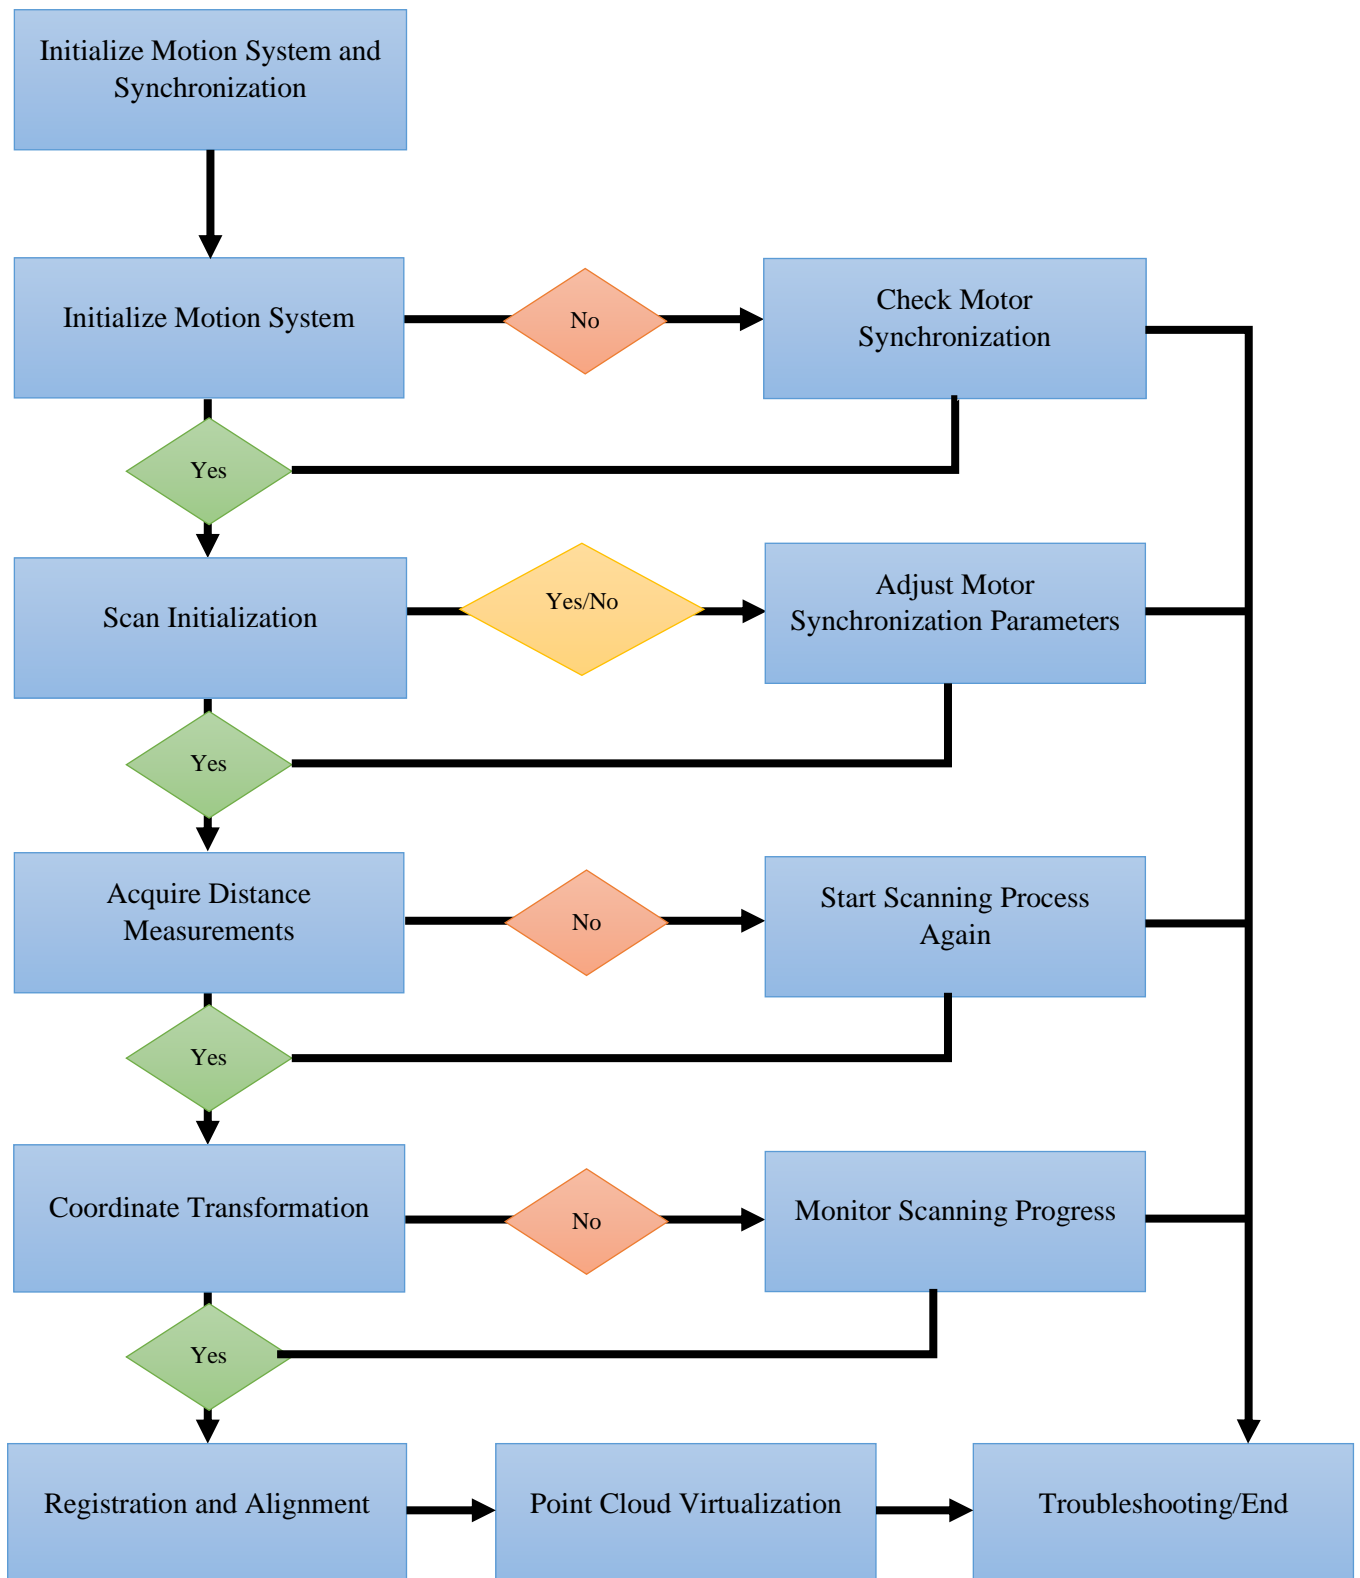 Initialize Motion System and
Synchronization
Initialize Motion System
No
Check Motor
Synchronization
Yes
Scan Initialization
Yes/No
Adjust Motor
Synchronization Parameters
Yes
Acquire Distance
Measurements
No
Start Scanning Process
Again
Yes
Coordinate Transformation
No
Monitor Scanning Progress
Yes
Registration and Alignment
Point Cloud Virtualization
Troubleshooting/End